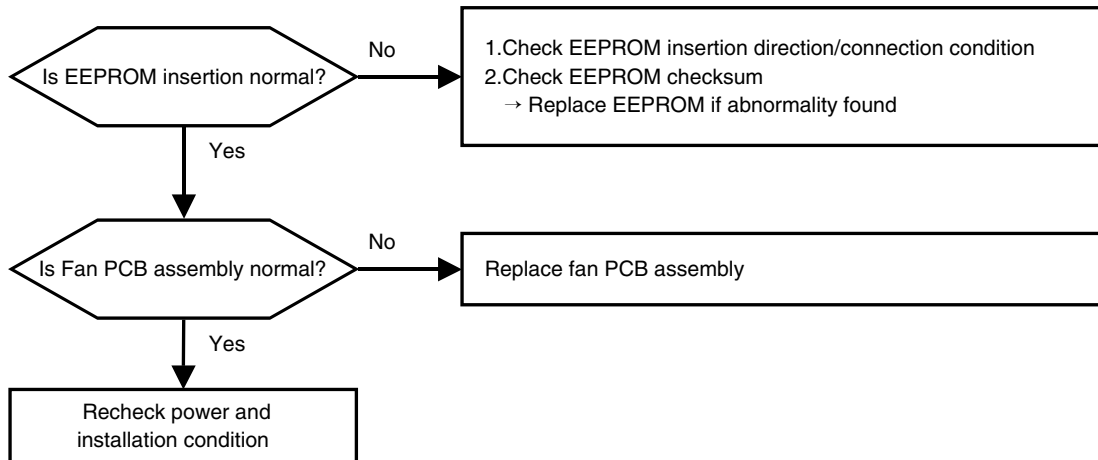 Is EEPROM insertion normal?
No
1.Check EEPROM insertion direction/connection condition
2.Check EEPROM checksum
→ Replace EEPROM if abnormality found
Yes
Is Fan PCB assembly normal?
No
Replace fan PCB assembly
Yes
Recheck power and
installation condition